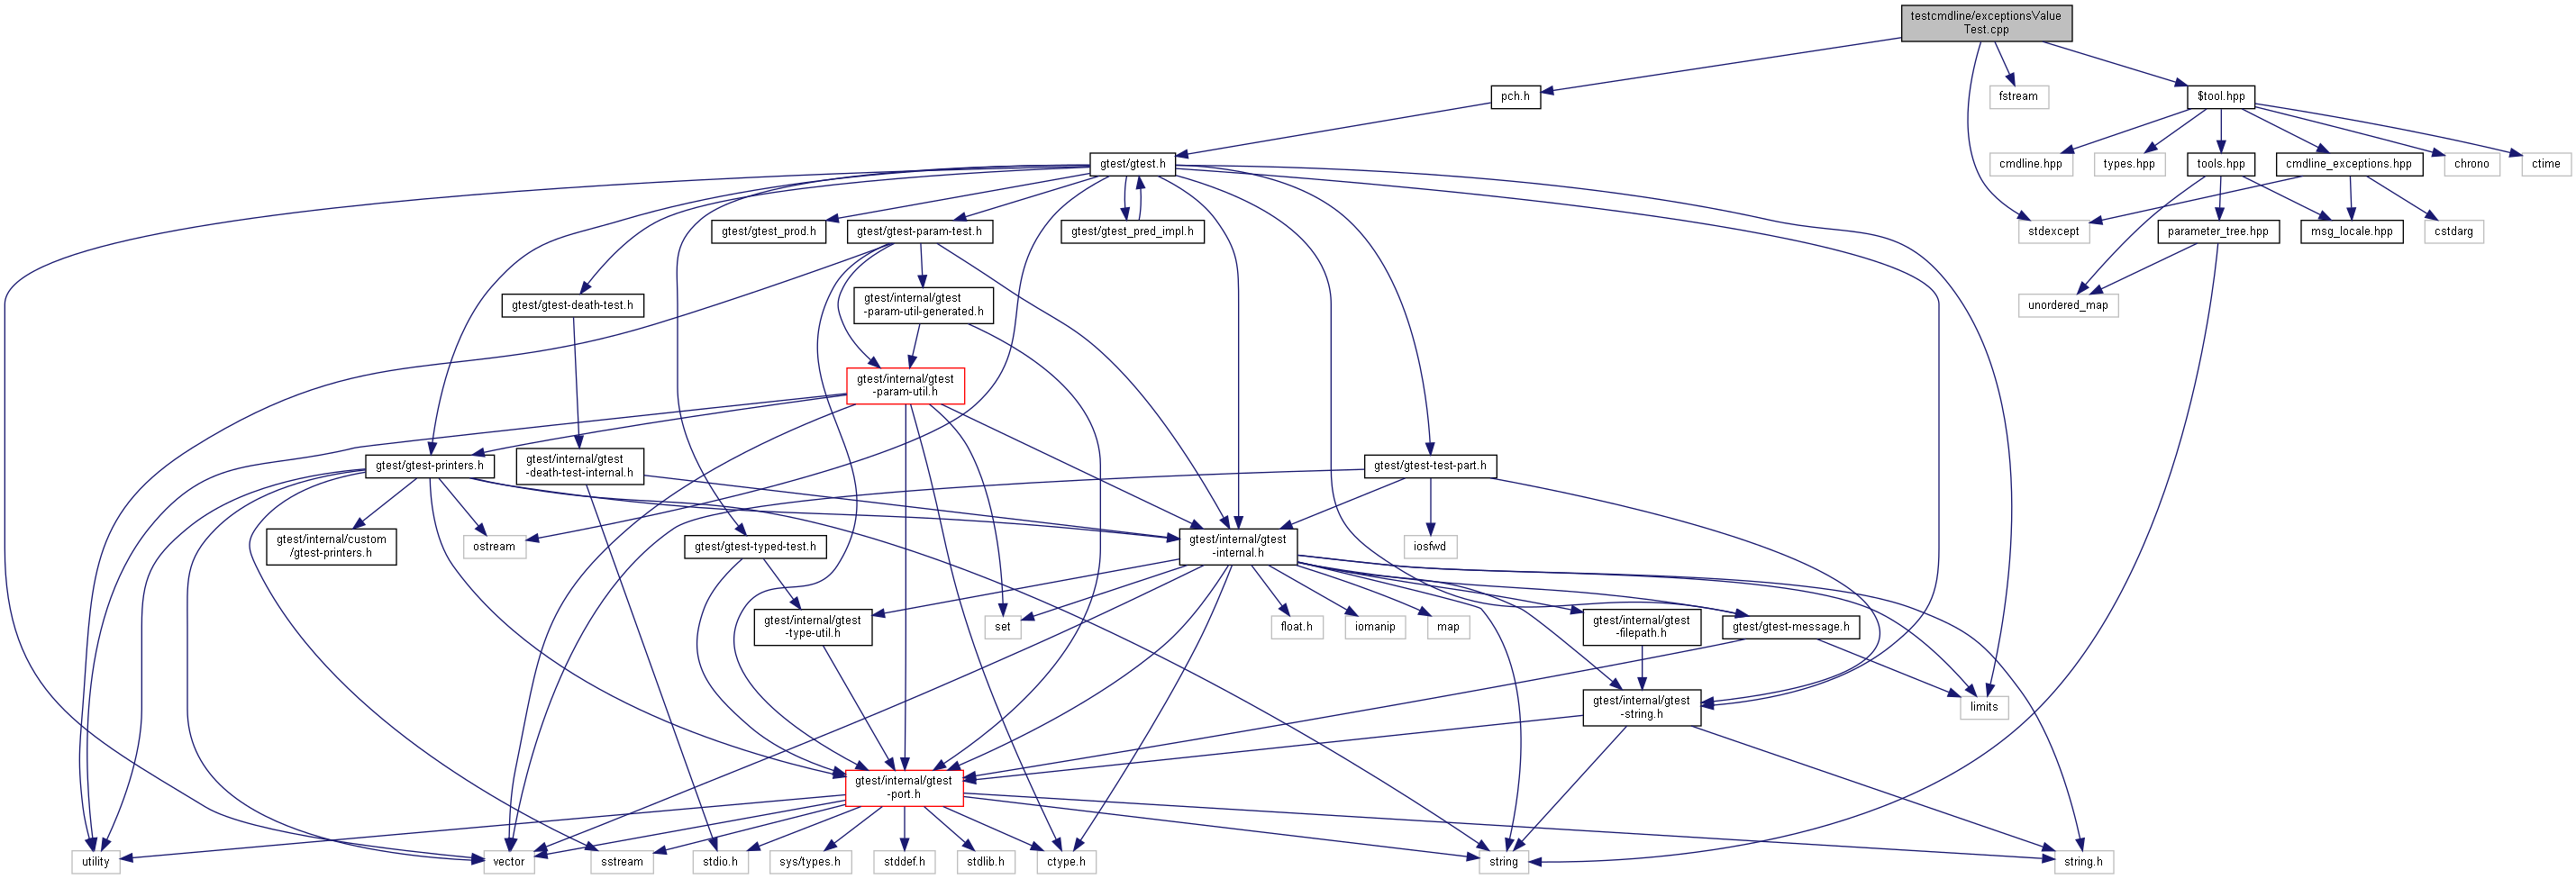 testcmdline/exceptionsValue
Test.cpp
pch.h
fstream
$tool.hpp
gtest/gtest.h
cmdline.hpp
types.hpp
tools.hpp
cmdline_exceptions.hpp
chrono
ctime
gtest/gtest_prod.h
gtest/gtest-param-test.h
gtest/gtest_pred_impl.h
stdexcept
parameter_tree.hpp
msg_locale.hpp
cstdarg
gtest/gtest-death-test.h
gtest/internal/gtest
-param-util-generated.h
unordered_map
gtest/internal/gtest
-param-util.h
gtest/gtest-printers.h
gtest/internal/gtest
-death-test-internal.h
gtest/gtest-test-part.h
gtest/internal/custom
/gtest-printers.h
ostream
gtest/gtest-typed-test.h
gtest/internal/gtest
-internal.h
iosfwd
gtest/internal/gtest
-type-util.h
set
float.h
iomanip
map
gtest/internal/gtest
-filepath.h
gtest/gtest-message.h
gtest/internal/gtest
-string.h
limits
gtest/internal/gtest
-port.h
utility
vector
sstream
stdio.h
sys/types.h
stddef.h
stdlib.h
ctype.h
string
string.h